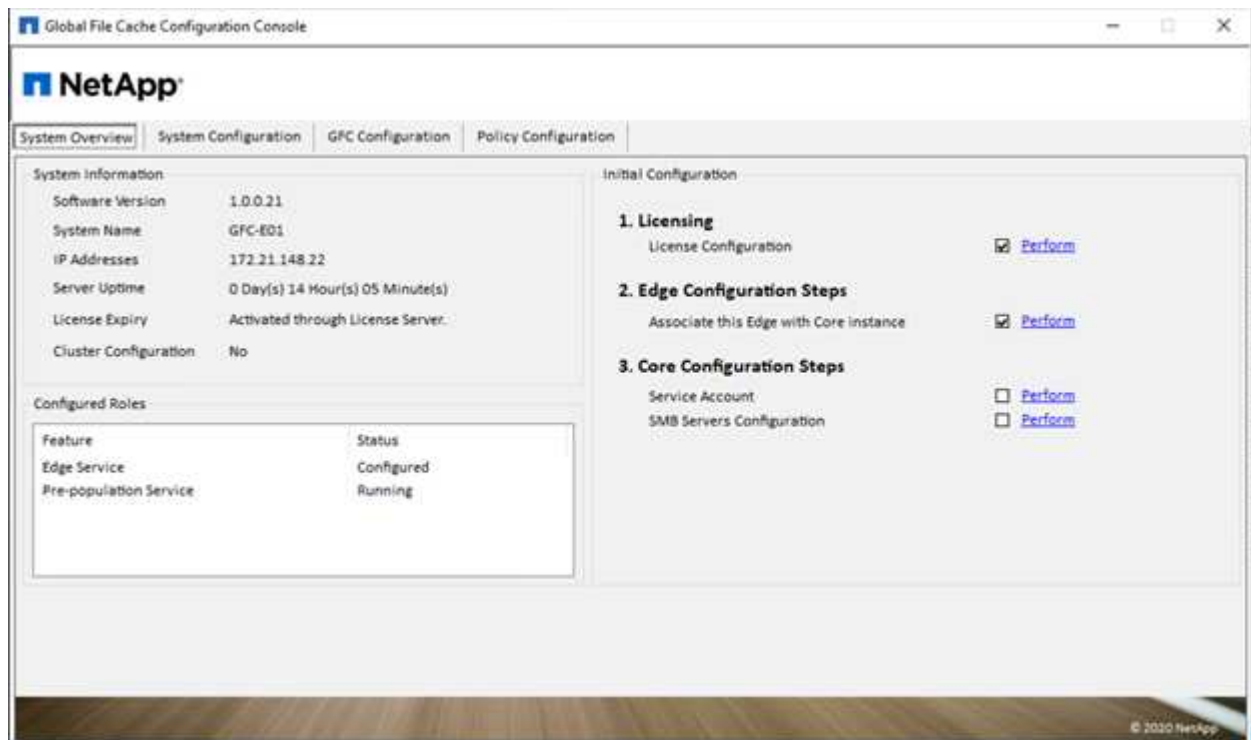 Global File Cache Configuration Console
NetApp
System Overview System Configuration GFC Configuration Policy Configuration
System Information
Software Version 1.0.0.21
System Name GFC-E01
IP Addresses 172.21.148.22
Server Uptime 0 Day(s) 14 Hour(s) 05 Minute(s)
License Expiry Activated through License Server.
Cluster Configuration No
Configured Roles
Feature Status
Edge Service Configured
Pre-population Service Running
Initial Configuration
1. Licensing
License Configuration Perform
2. Edge Configuration Steps
Associate this Edge with Core instance Perform
3. Core Configuration Steps
Service Account Perform
SMB Servers Configuration Perform
© 2020 NetApp